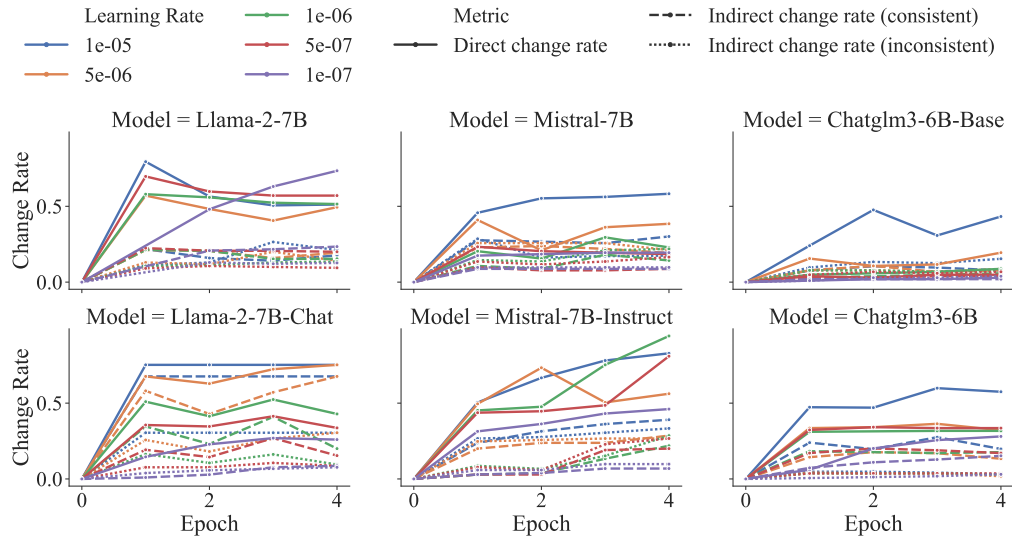 Learning Rate
1e-05
5e-06
1e-06
5e-07
1e-07
Metric
Direct change rate
Indirect change rate (consistent)
Indirect change rate (inconsistent)
Model = Llama-2-7B
Model = Mistral-7B
Model = Chatglm3-6B-Base
Change Rate
0.5
0.0
Model = Llama-2-7B-Chat
Model = Mistral-7B-Instruct
Model = Chatglm3-6B
Change Rate
0.5
0.0
0 2 4
0 2 4
0 2 4
Epoch
Epoch
Epoch